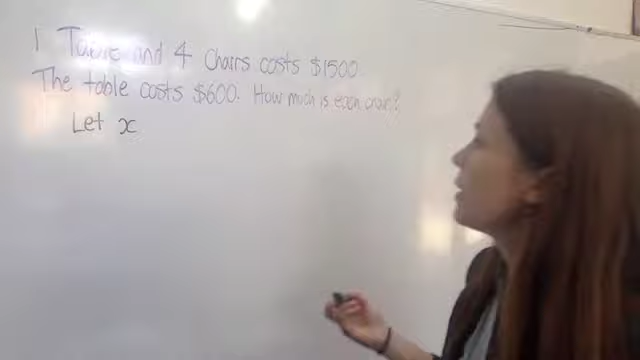 1 Table and 4 Chairs costs $1500.
The table costs $600. How much is each chair?
Let x